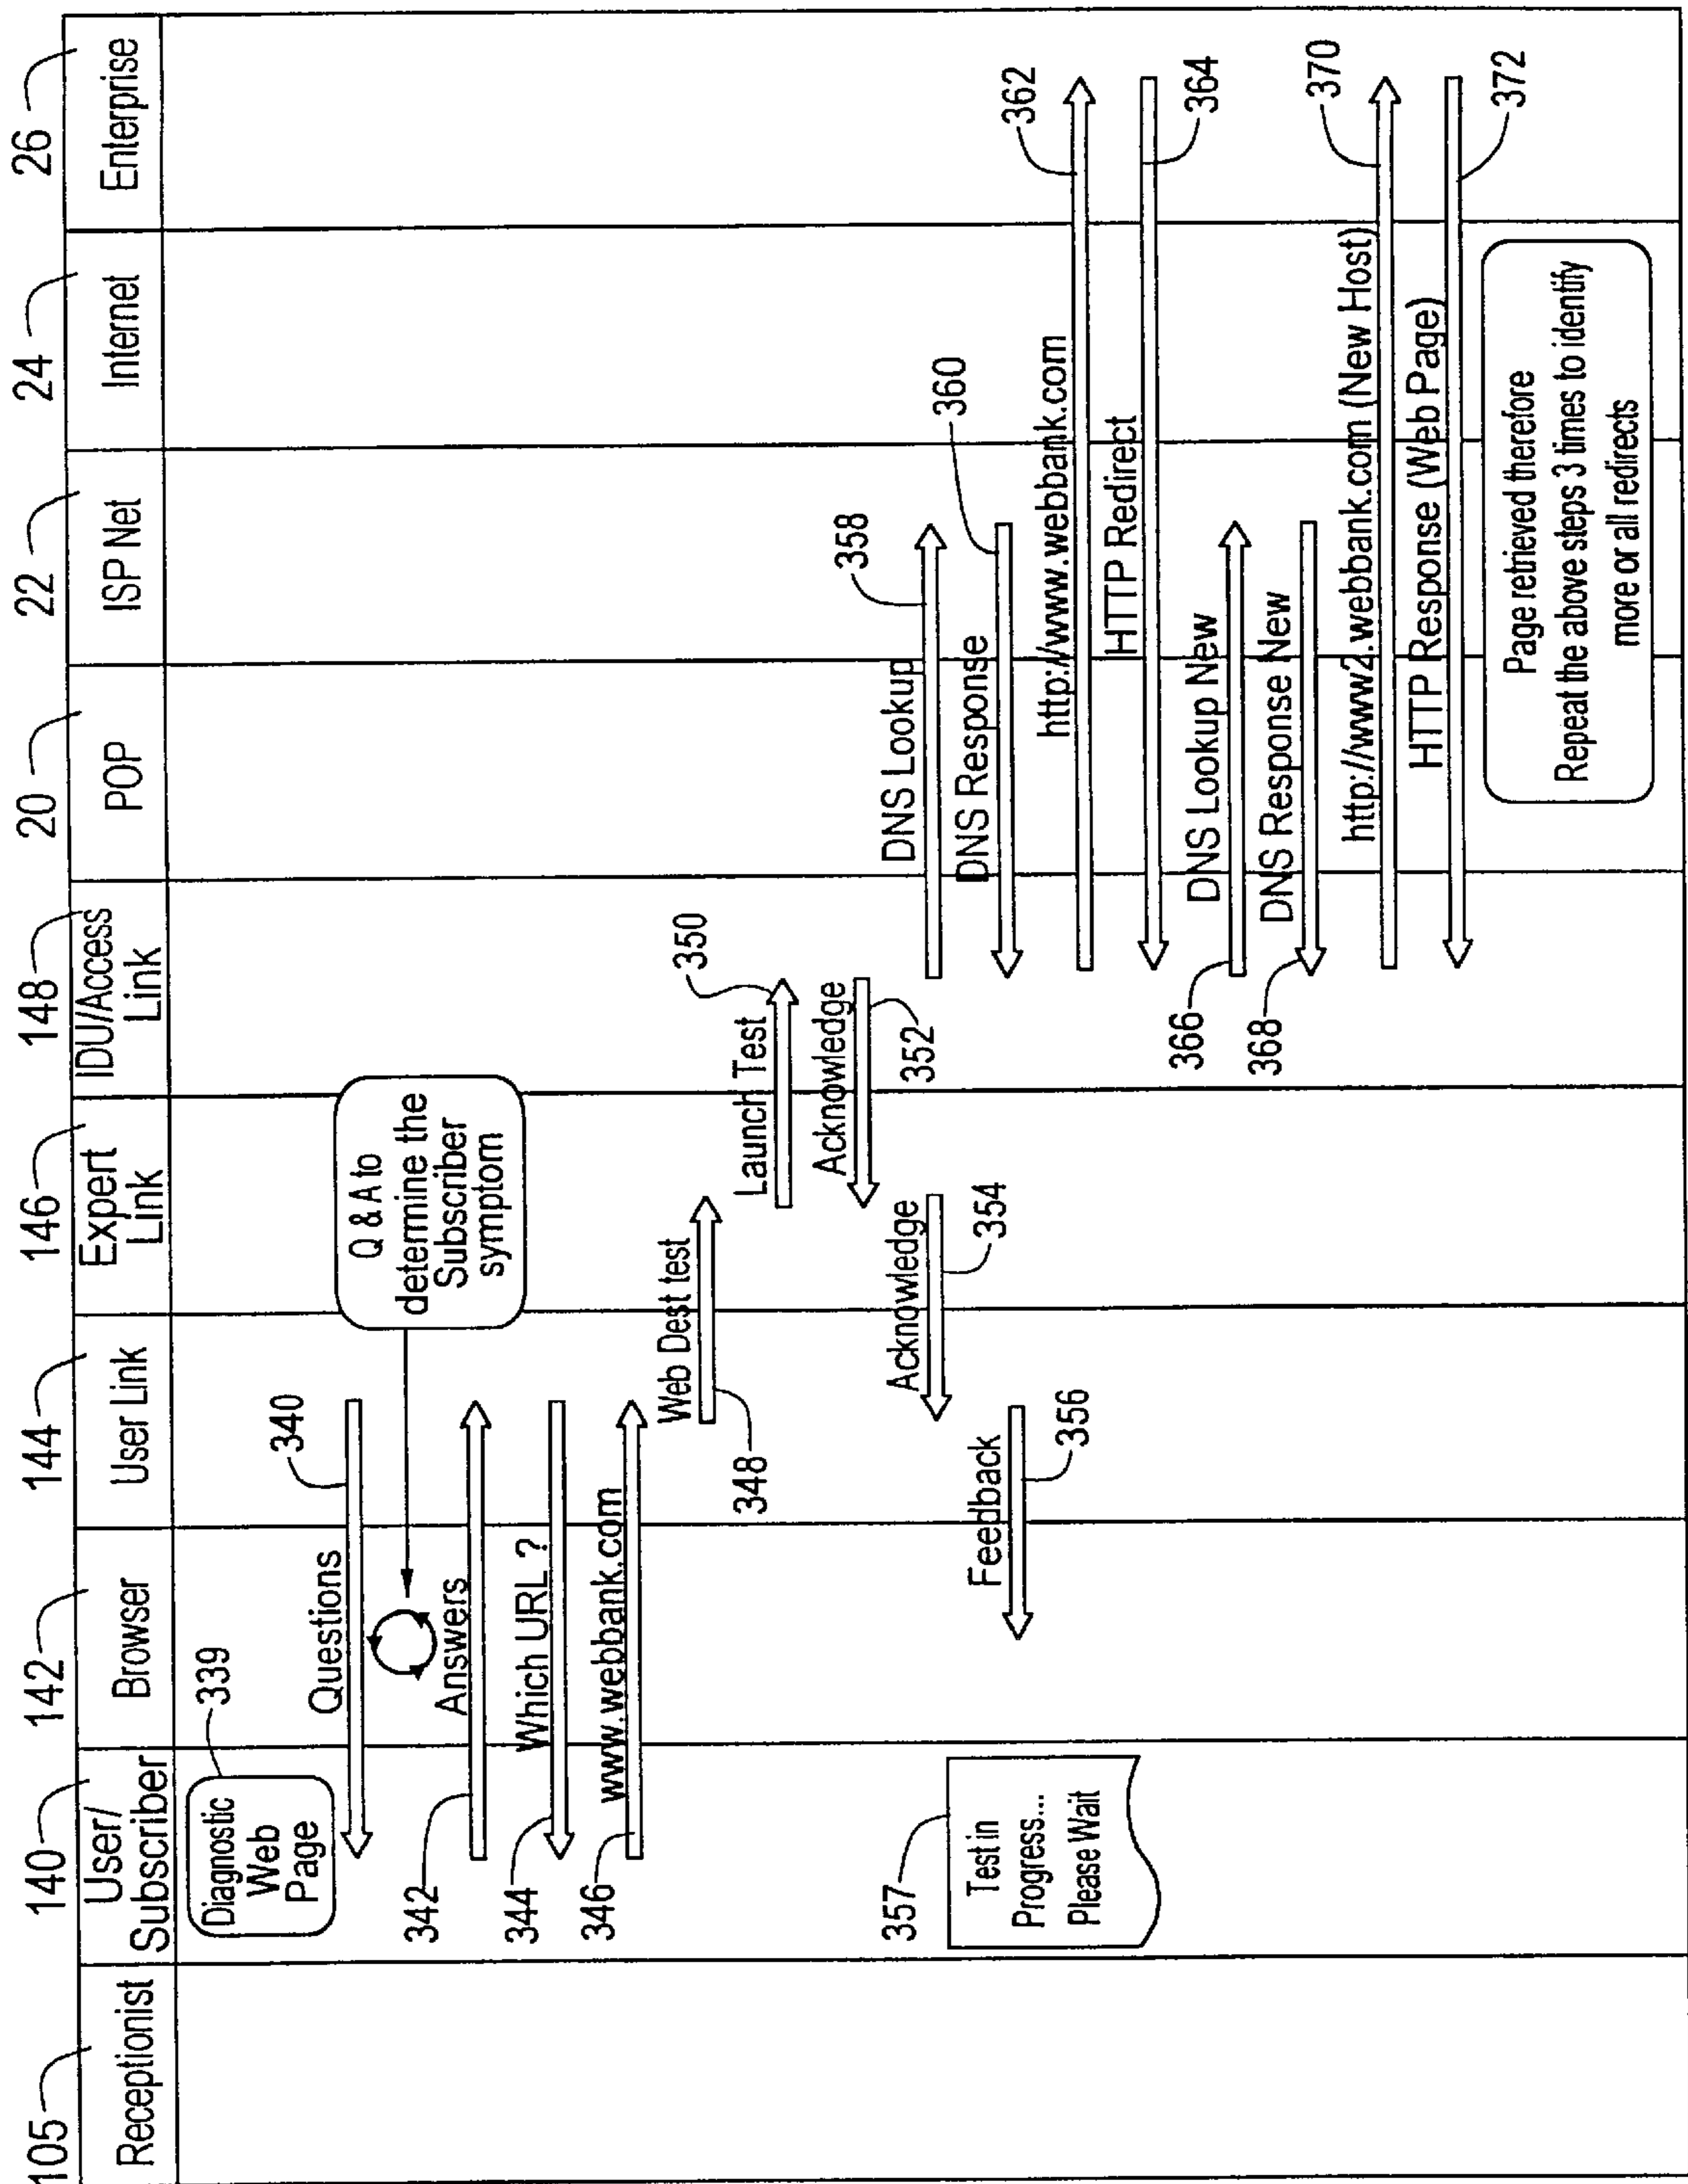 105
140
142
144
146
148
20
22
24
26
Receptionist
User/
Subscriber
Browser
User Link
Expert
Link
IDU/Access
Link
POP
ISP Net
Internet
Enterprise
Diagnostic
Web
Page
339
Questions
340
Q & A to
determine the
Subscriber
symptom
Answers
342
Which URL ?
344
www.webbank.com
346
Web Dest test
348
Launch Test
350
Acknowledge
352
Acknowledge
354
Feedback
356
357
Test in
Progress...
Please Wait
DNS Lookup
358
DNS Response
360
http://www.webbank.com
362
HTTP Redirect
364
DNS Lookup New
366
DNS Response New
368
http://ww2.webbank.com (New Host)
370
HTTP Response (Web Page)
372
Page retrieved therefore
Repeat the above steps 3 times to identify
more or all redirects